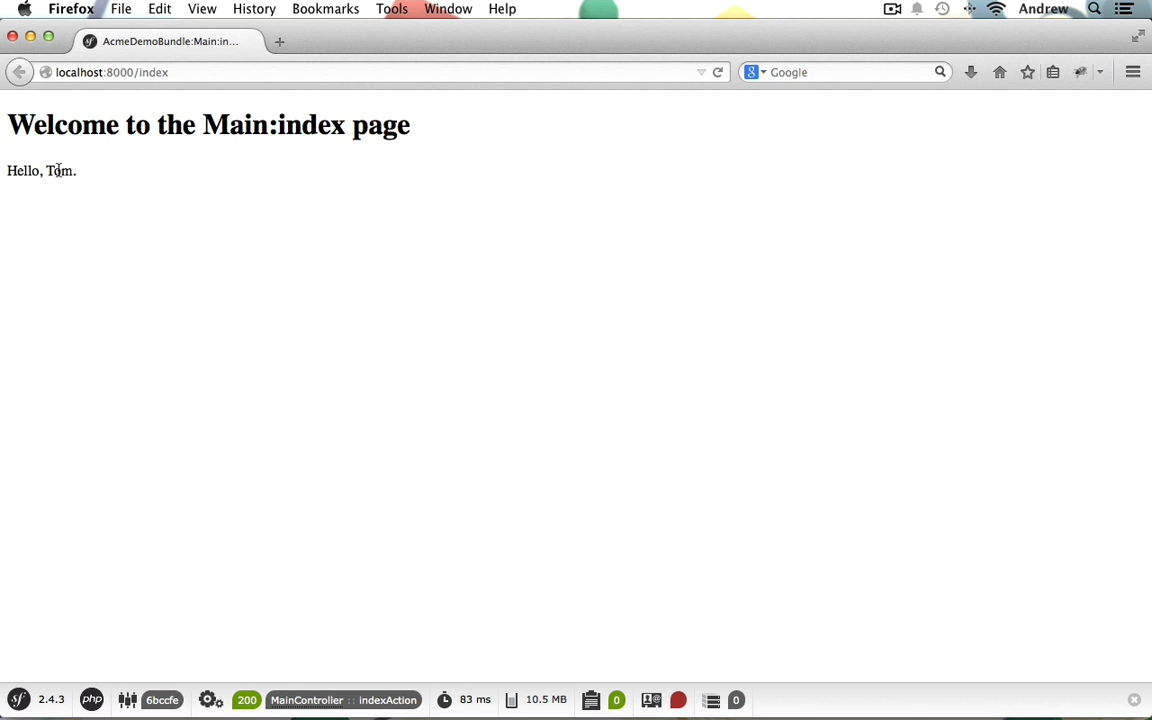 Firefox File Edit View History Bookmarks Tools Window Help Andrew
AcmeDemoBundle:Main:in...
localhost:8000/index
Google
Welcome to the Main:index page
Hello, Tom.
sf 2.4.3 php 6bccfe 200 MainController :: indexAction 83 ms 10.5 MB 0 0